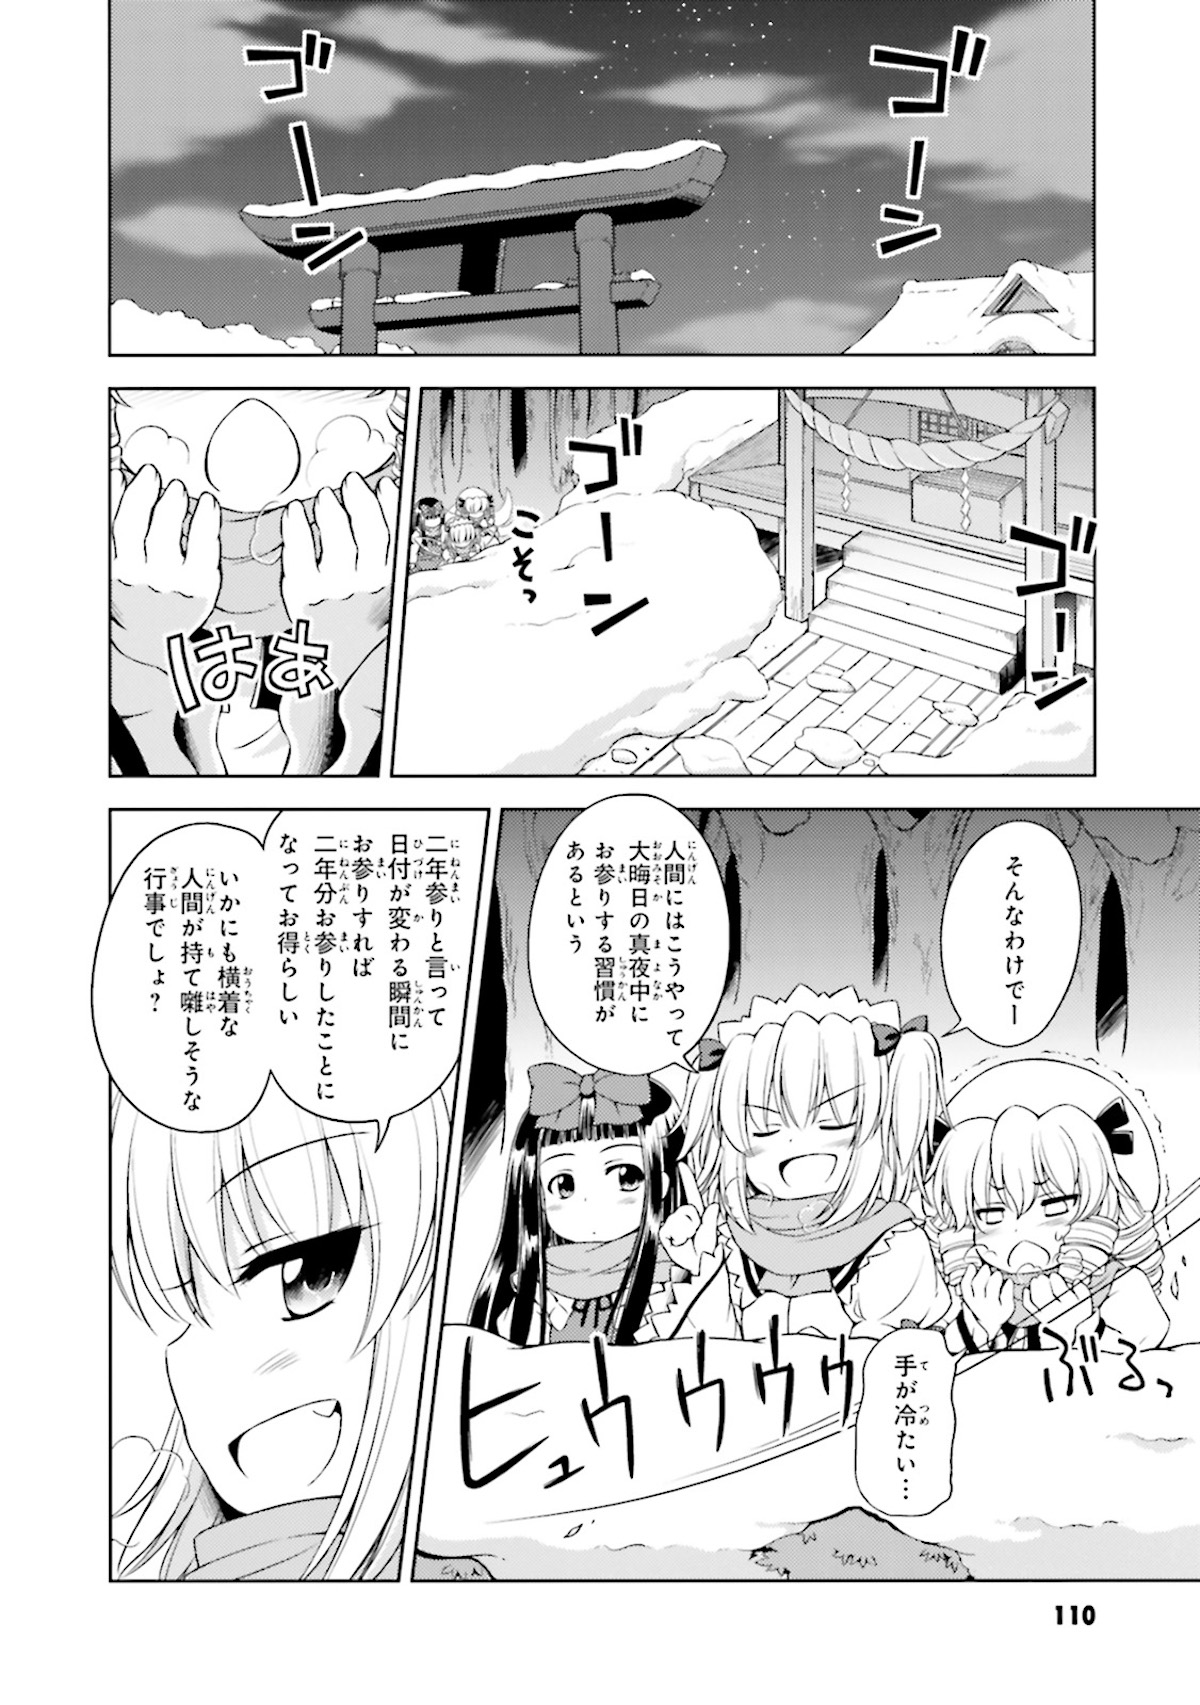 ゴーン
ゴーン
ゴーン
ゴーン
こそっ
はぁ
そんなわけでー
人間にはこうやって
大晦日の真夜中に
お参りする習慣が
あるという
手が冷たい…
ぶるっ
ヒュウウウゥ
二年参りと言って
日付が変わる瞬間に
お参りすれば
二年分お参りしたことに
なってお得らしい
いかにも横着な
人間が持て囃しそうな
行事でしょ？
110